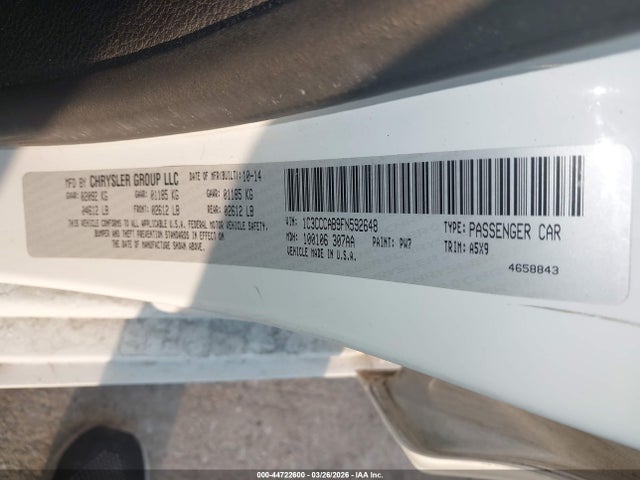 MFD BY CHRYSLER GROUP LLC DATE OF MFR(BUILT):10-14
GVWR: 02092 KG GAWR: 01185 KG GAWR: 01185 KG
04612 LB FRONT: 02612 LB REAR: 02612 LB
THIS VEHICLE CONFORMS TO ALL APPLICABLE U.S.A. FEDERAL MOTOR VEHICLE SAFETY,
BUMPER AND THEFT PREVENTION STANDARDS IN EFFECT ON
THE DATE OF MANUFACTURE SHOWN ABOVE.
VIN: 1C3CCCAB9FN592648 TYPE: PASSENGER CAR
MDH: 100106 307AA PAINT: PW7 TRIM: A5X9
VEHICLE MADE IN U.S.A.
4658843
000-44722600 - 03/26/2026 - IAA Corp.